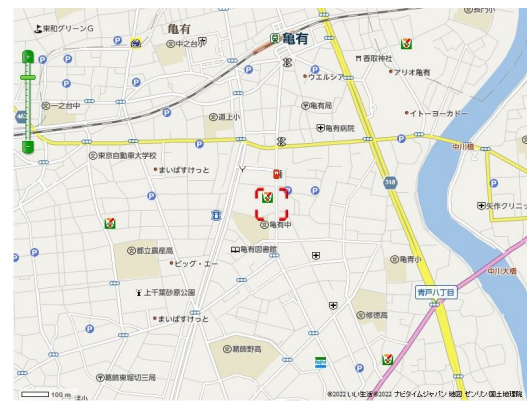 東和グリーンG
亀有
中之台小
亀有
香取神社
ウエルシア
アリオ亀有
一之台中
亀有局
イトーヨーカドー
道上小
亀有病院
中川橋
東京自動車大学校
まいばすけっと
318
矢作クリニッ
亀有中
都立農産高
亀有図書館
ビッグ・エー
亀青小
中川大橋
上千葉砂原公園
青戸八丁目
まいばすけっと
修徳高
葛飾野高
葛飾東堀切三局
100 m
©2022 いい生活©2022 ナビタイムジャパン 地図 ゼンリン 国土地理院